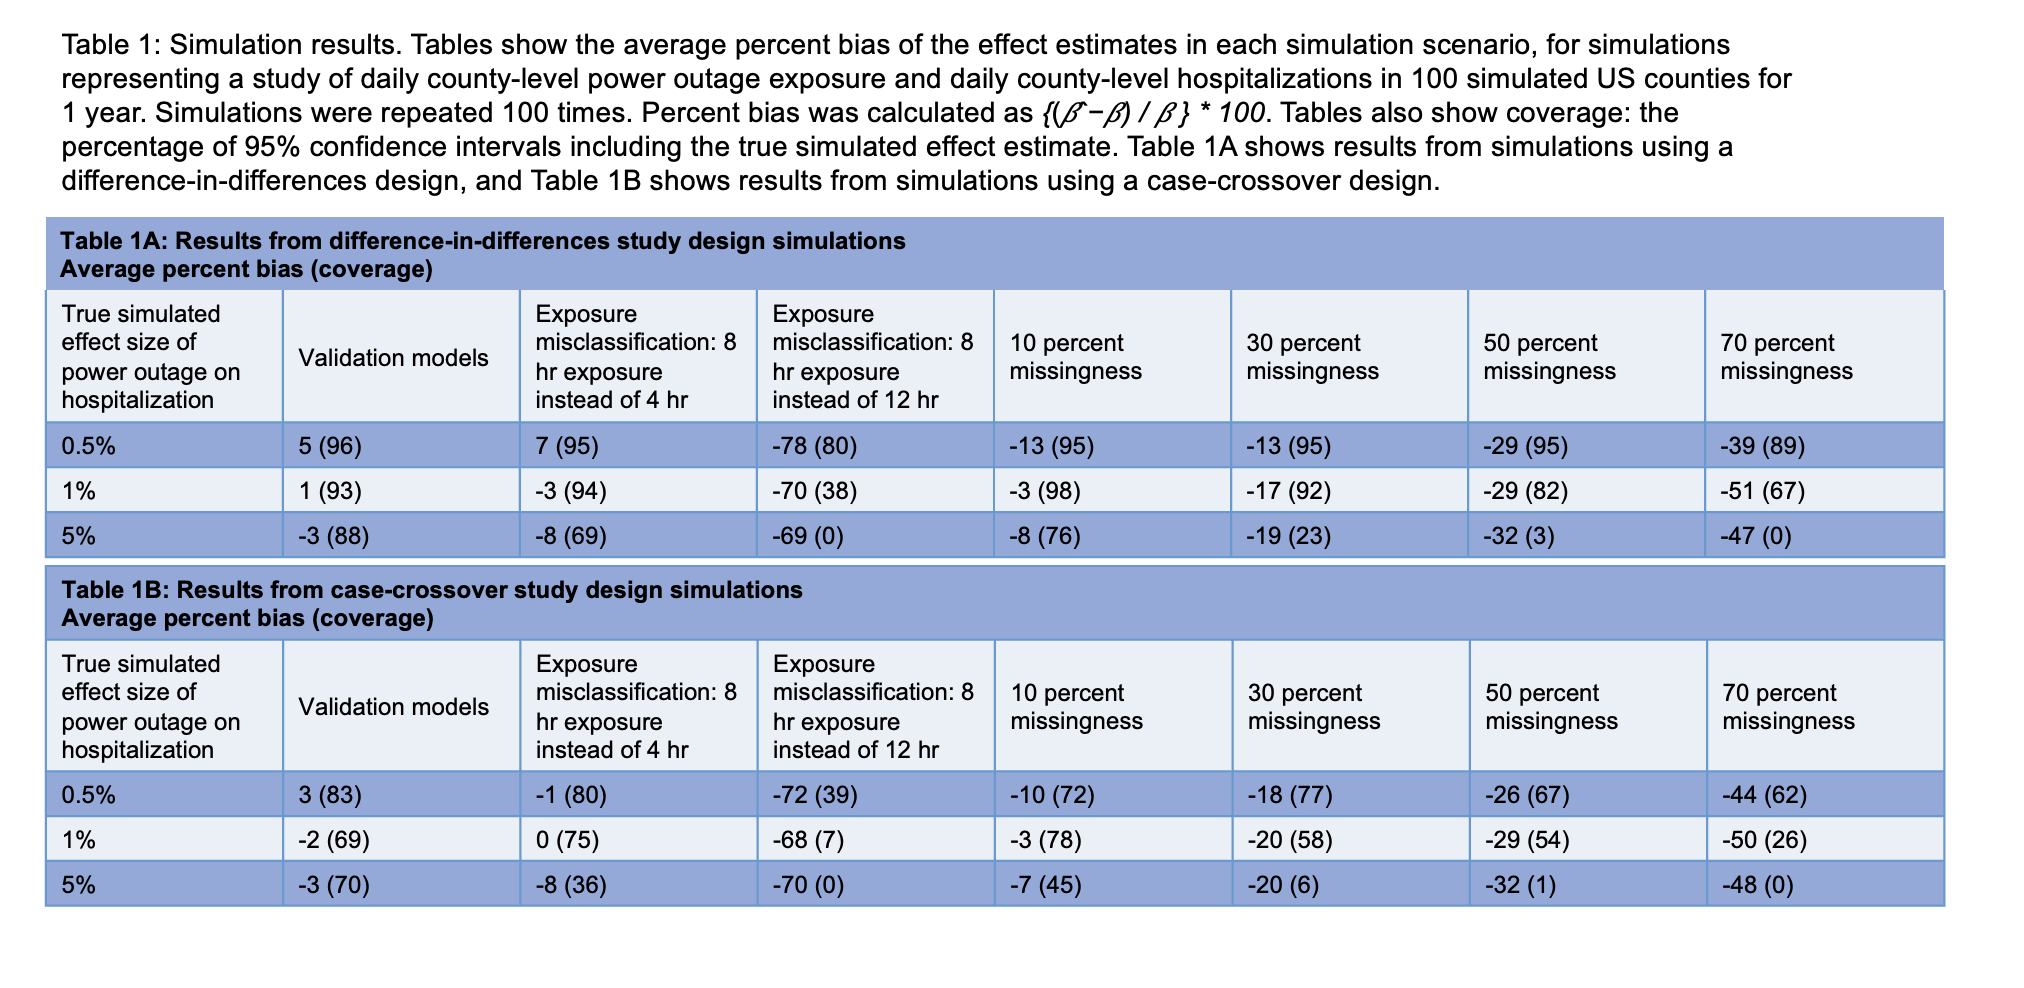 Table 1: Simulation results. Tables show the average percent bias of the effect estimates in each simulation scenario, for simulations
representing a study of daily county-level power outage exposure and daily county-level hospitalizations in 100 simulated US counties for
1 year. Simulations were repeated 100 times. Percent bias was calculated as {(β̂ – β) / β} * 100. Tables also show coverage: the
percentage of 95% confidence intervals including the true simulated effect estimate. Table 1A shows results from simulations using a
difference-in-differences design, and Table 1B shows results from simulations using a case-crossover design.
Table 1A: Results from difference-in-differences study design simulations
Average percent bias (coverage)
True simulated
effect size of
power outage on
hospitalization
Validation models
Exposure
misclassification: 8
hr exposure
instead of 4 hr
Exposure
misclassification: 8
hr exposure
instead of 12 hr
10 percent
missingness
30 percent
missingness
50 percent
missingness
70 percent
missingness
0.5% 5 (96) 7 (95) -78 (80) -13 (95) -13 (95) -29 (95) -39 (89)
1% 1 (93) -3 (94) -70 (38) -3 (98) -17 (92) -29 (82) -51 (67)
5% -3 (88) -8 (69) -69 (0) -8 (76) -19 (23) -32 (3) -47 (0)
Table 1B: Results from case-crossover study design simulations
Average percent bias (coverage)
True simulated
effect size of
power outage on
hospitalization
Validation models
Exposure
misclassification: 8
hr exposure
instead of 4 hr
Exposure
misclassification: 8
hr exposure
instead of 12 hr
10 percent
missingness
30 percent
missingness
50 percent
missingness
70 percent
missingness
0.5% 3 (83) -1 (80) -72 (39) -10 (72) -18 (77) -26 (67) -44 (62)
1% -2 (69) 0 (75) -68 (7) -3 (78) -20 (58) -29 (54) -50 (26)
5% -3 (70) -8 (36) -70 (0) -7 (45) -20 (6) -32 (1) -48 (0)